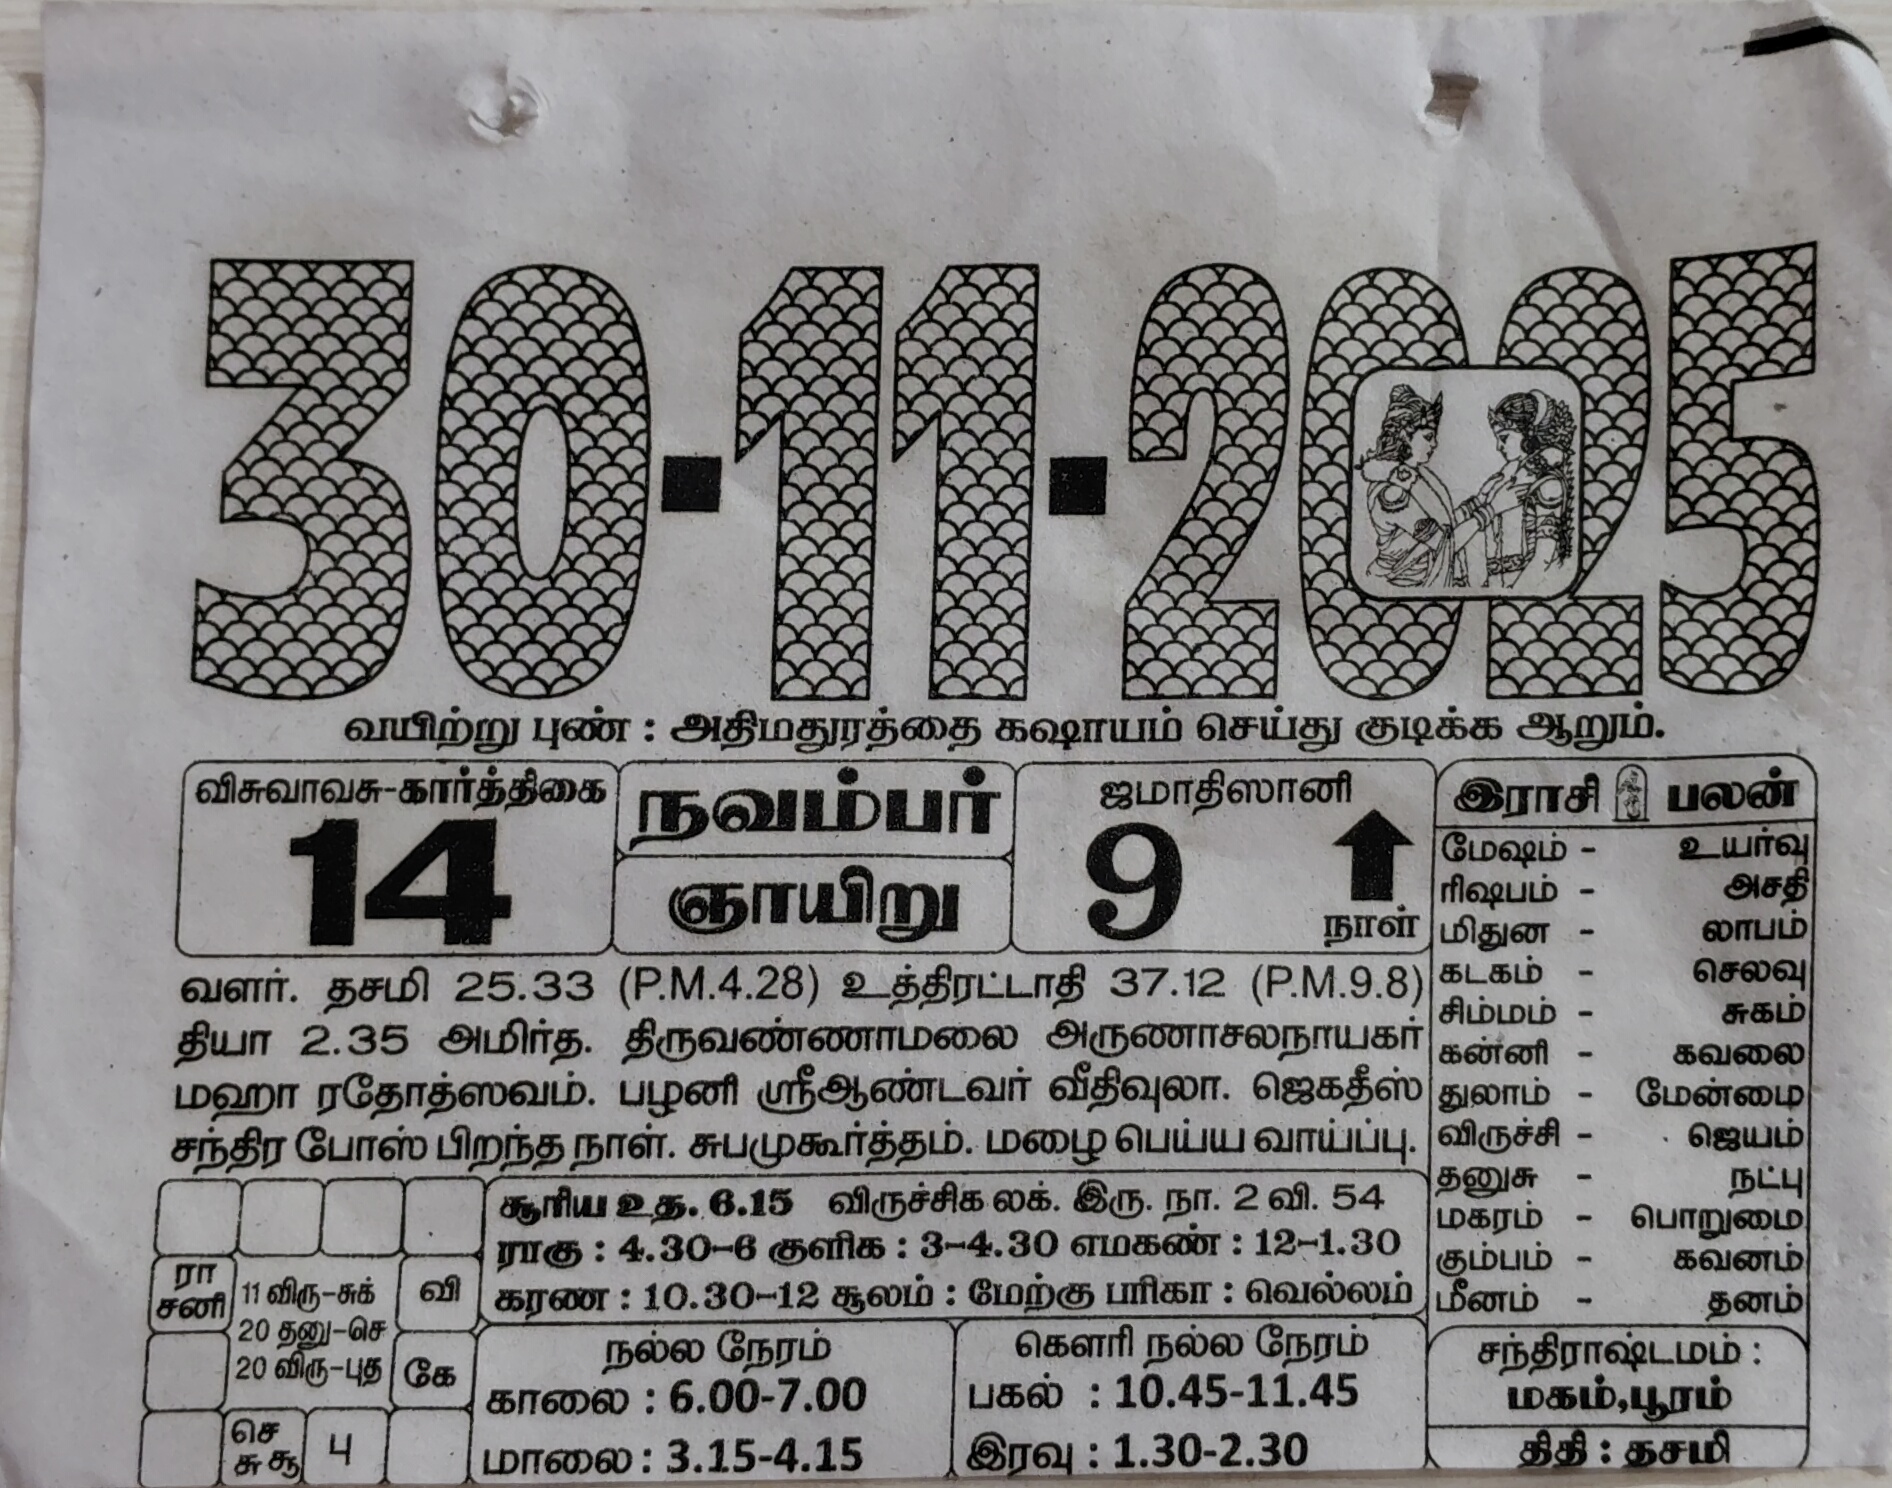 30-11-2025
வயிற்று புண் : அதிமதுரத்தை கஷாயம் செய்து குடிக்க ஆறும்.
விசுவாவசு-கார்த்திகை
14
நவம்பர்
ஞாயிறு
ஜமாதிஸானி
9
நாள்
வளர். தசமி 25.33 (P.M.4.28) உத்திரட்டாதி 37.12 (P.M.9.8)
தியா 2.35 அமிர்த. திருவண்ணாமலை அருணாசலநாயகர்
மஹா ரதோத்ஸவம். பழனி ஸ்ரீஆண்டவர் வீதிவுலா. ஜெகதீஸ்
சந்திர போஸ் பிறந்த நாள். சுபமுகூர்த்தம். மழை பெய்ய வாய்ப்பு.
இராசி பலன்
மேஷம் - உயர்வு
ரிஷபம் - அசதி
மிதுன - லாபம்
கடகம் - செலவு
சிம்மம் - சுகம்
கன்னி - கவலை
துலாம் - மேன்மை
விருச்சி - ஜெயம்
தனுசு - நட்பு
மகரம் - பொறுமை
கும்பம் - கவனம்
மீனம் - தனம்
சந்திராஷ்டமம் :
மகம்,பூரம்
திதி : தசமி
சூரிய உத. 6.15 விருச்சிக லக். இரு. நா. 2 வி. 54
ராகு : 4.30-6 குளிக : 3-4.30 எமகண் : 12-1.30
கரண : 10.30-12 சூலம் : மேற்கு பரிகா : வெல்லம்
ரா
சனி
11 விரு-சுக்
20 தனு-செ
20 விரு-புத
வி
கே
செ
சு சூ
பு
நல்ல நேரம்
காலை : 6.00-7.00
மாலை : 3.15-4.15
கௌரி நல்ல நேரம்
பகல் : 10.45-11.45
இரவு : 1.30-2.30